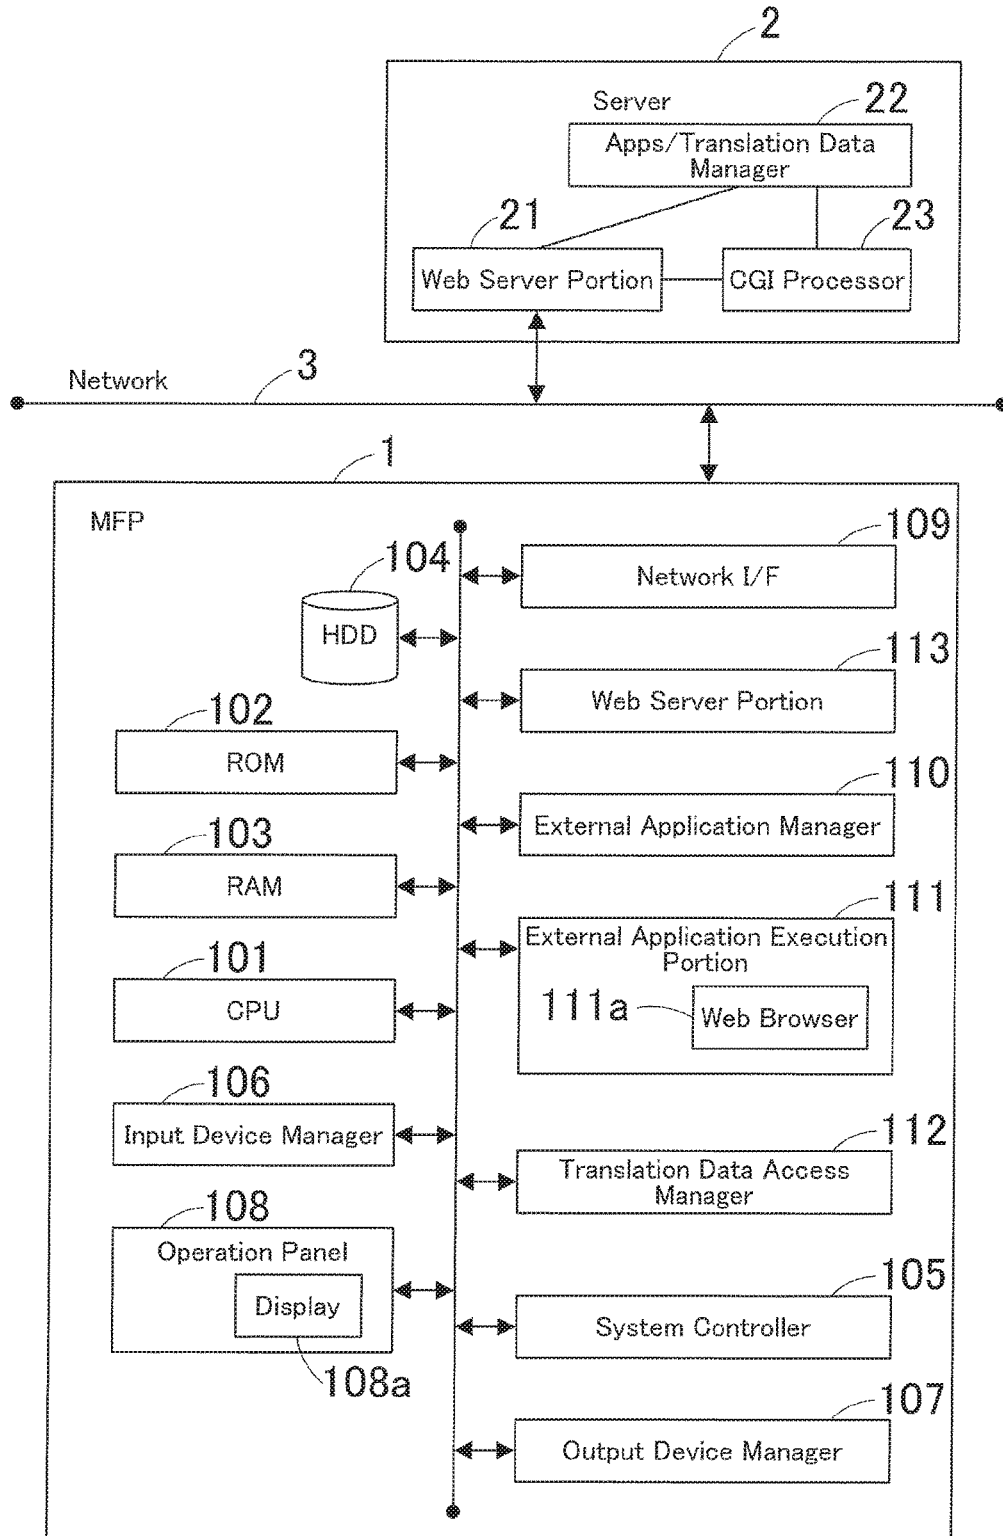 2
Server
22
Apps/Translation Data
Manager
21
23
Web Server Portion
CGI Processor
3
Network
1
MFP
109
104
Network I/F
HDD
113
Web Server Portion
102
ROM
110
External Application Manager
103
RAM
111
External Application Execution
Portion
101
CPU
111a
Web Browser
106
Input Device Manager
112
Translation Data Access
Manager
108
Operation Panel
Display
108a
105
System Controller
107
Output Device Manager